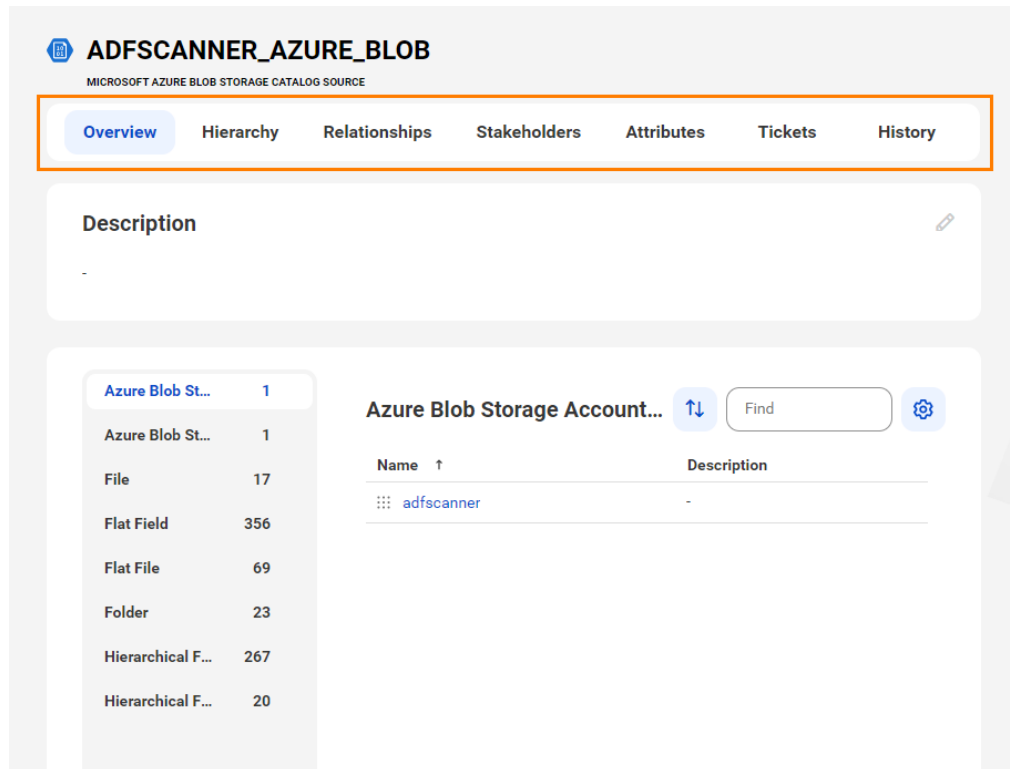 ADFSCANNER_AZURE_BLOB
MICROSOFT AZURE BLOB STORAGE CATALOG SOURCE
Overview Hierarchy Relationships Stakeholders Attributes Tickets History
Description
-
Azure Blob St... 1
Azure Blob St... 1
File 17
Flat Field 356
Flat File 69
Folder 23
Hierarchical F... 267
Hierarchical F... 20
Azure Blob Storage Account... Find
Name ↑ Description
adfscanner -